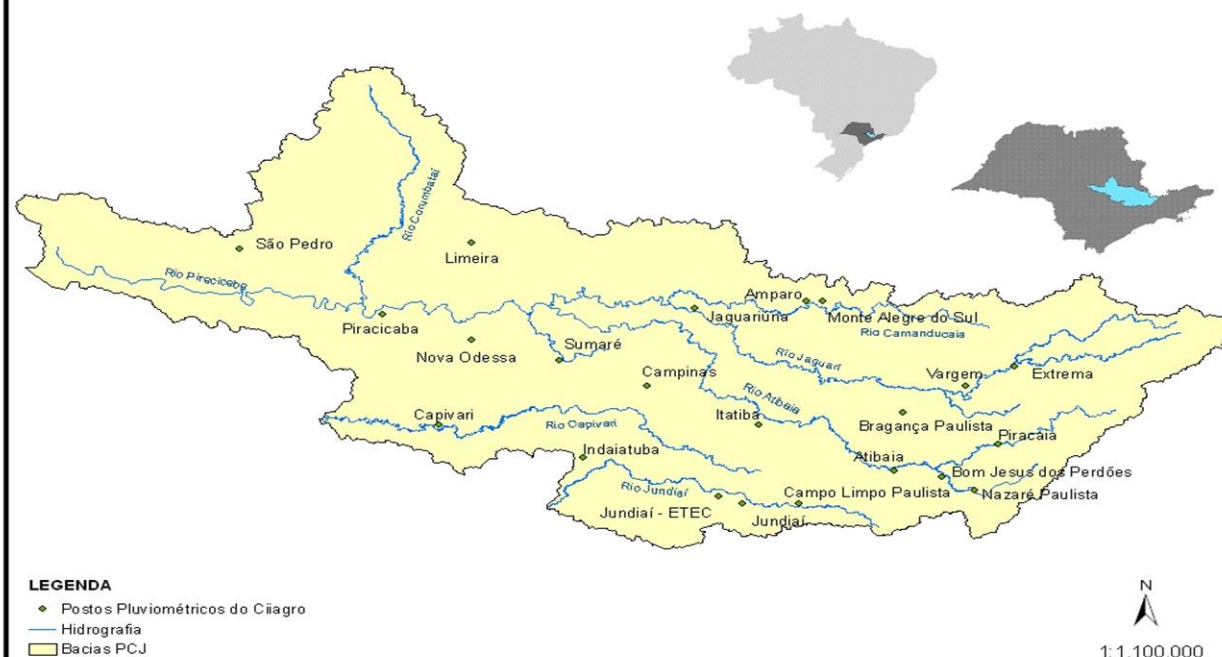 Rio Corumbataí
São Pedro
Limeira
Rio Piracicaba
Piracicaba
Amparo
Jaguariúna
Monte Alegre do Sul
Rio Camanducaia
Nova Odessa
Sumaré
Rio Jaguari
Campinas
Vargem
Extrema
Rio Atibaia
Capivari
Itatiba
Bragança Paulista
Rio Capivari
Piracaia
Indaiatuba
Atibaia
Bom Jesus dos Perdões
Rio Jundiaí
Campo Limpo Paulista
Nazaré Paulista
Jundiaí - ETEC
Jundiaí
LEGENDA
Postos Pluviométricos do Ciiagro
Hidrografia
Bacias PCJ
N
1:1.100.000